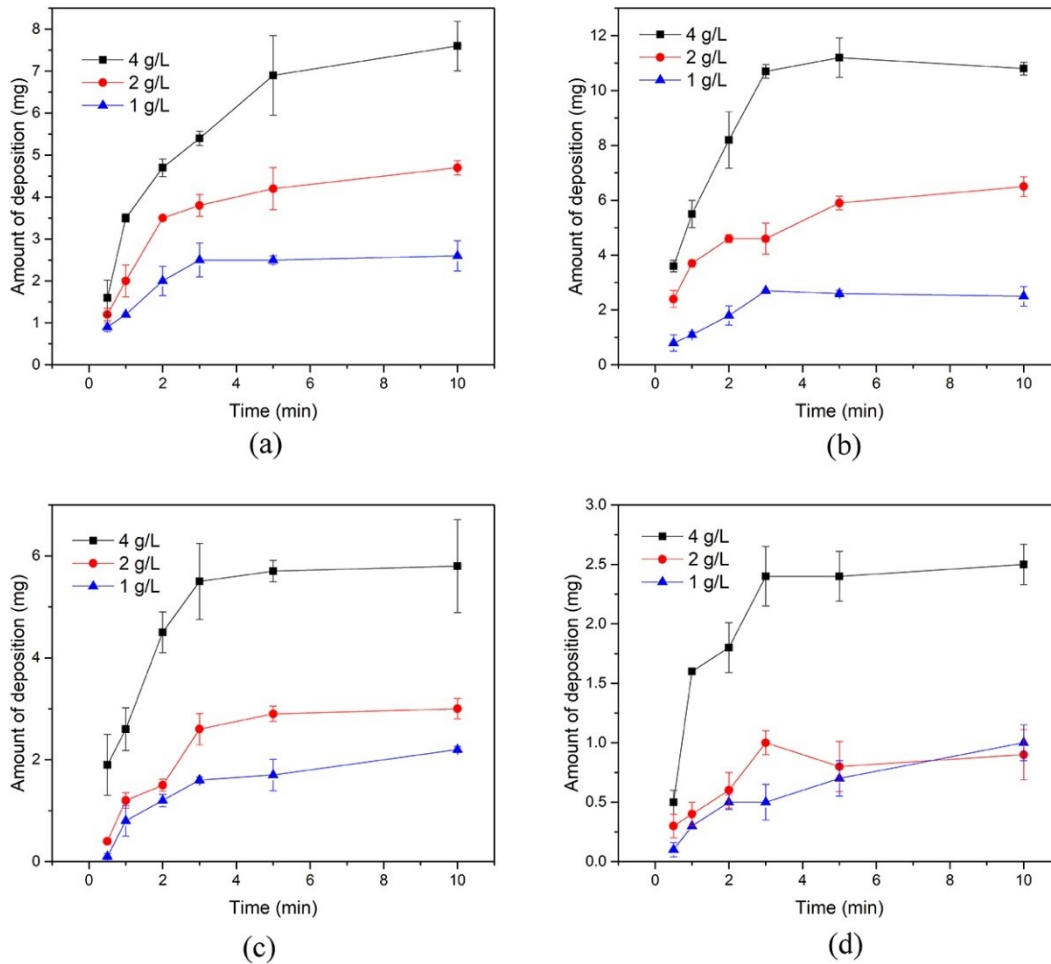 8
7
6
5
4
3
2
1
0
Amount of deposition (mg)
4 g/L
2 g/L
1 g/L
0 2 4 6 8 10
Time (min)
(a)
12
10
8
6
4
2
0
Amount of deposition (mg)
4 g/L
2 g/L
1 g/L
0 2 4 6 8 10
Time (min)
(b)
6
4
2
0
Amount of deposition (mg)
4 g/L
2 g/L
1 g/L
0 2 4 6 8 10
Time (min)
(c)
3.0
2.5
2.0
1.5
1.0
0.5
0.0
Amount of deposition (mg)
4 g/L
2 g/L
1 g/L
0 2 4 6 8 10
Time (min)
(d)